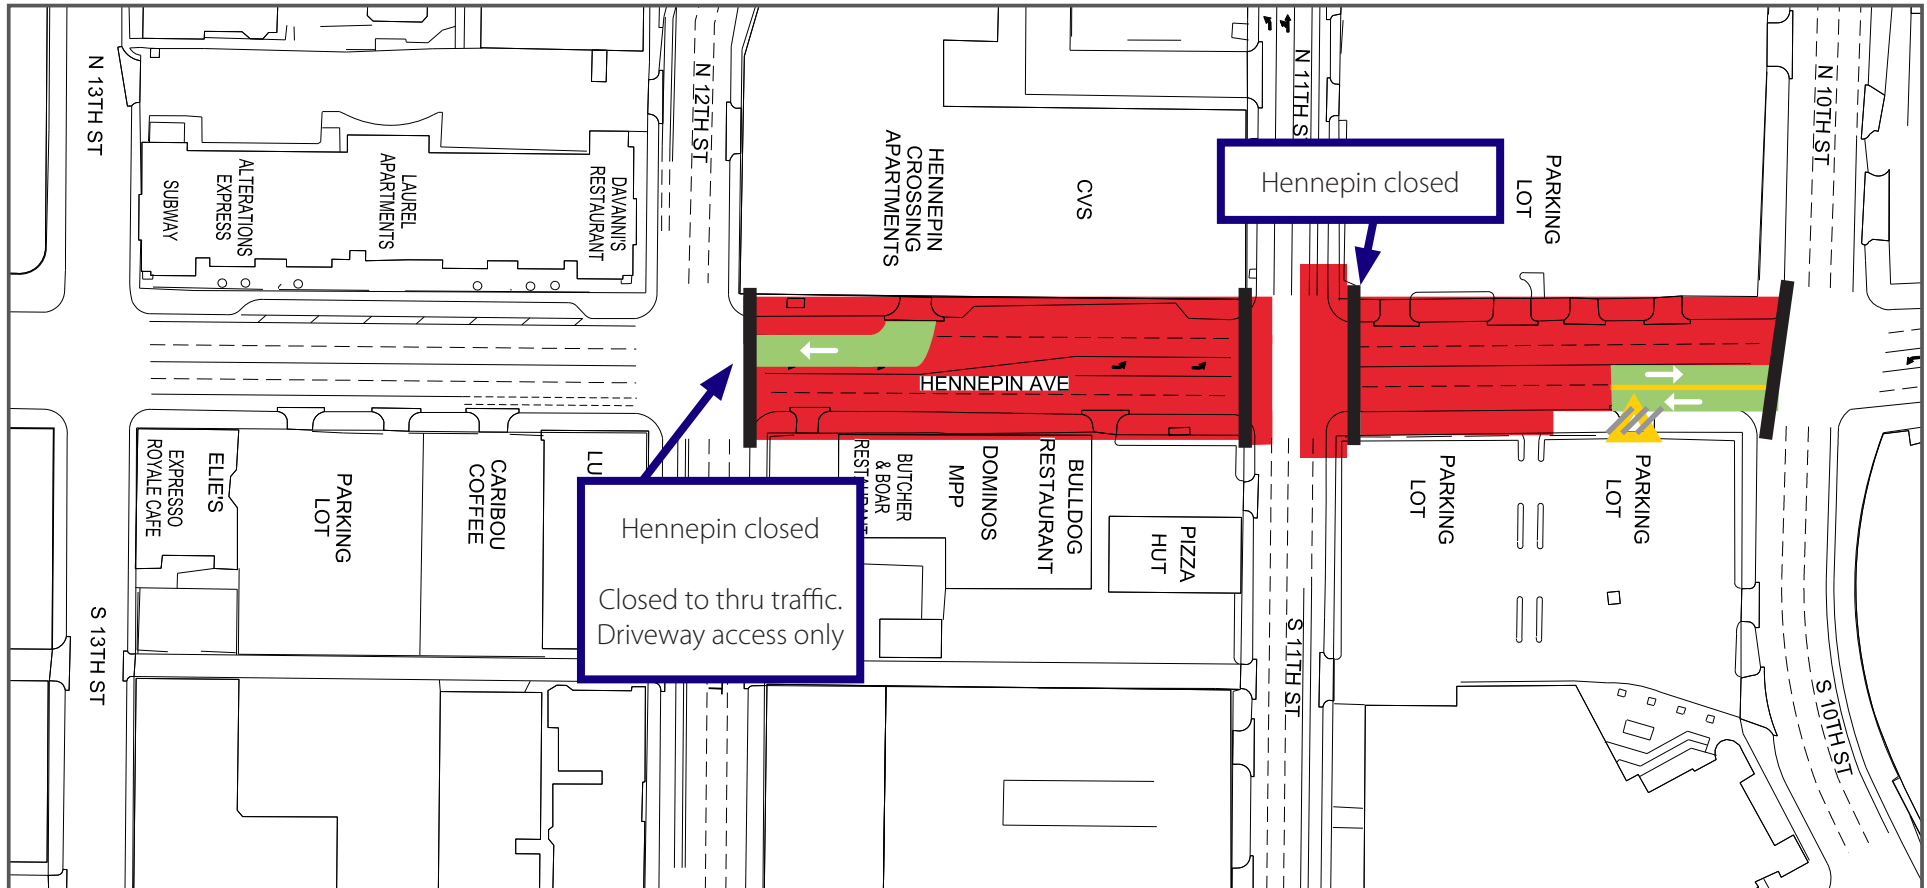 N 13TH ST
N 12TH ST
N 11TH S
N 10TH ST
SUBWAY
ALTERATIONS
EXPRESS
LAUREL
APARTMENTS
DAVANNI'S
RESTAURANT
HENNEPIN
CROSSING
APARTMENTS
CVS
Hennepin closed
PARKING
LOT
HENNEPIN AVE
EXPRESSO
ROYALE CAFE
ELIE'S
PARKING
LOT
CARIBOU
COFFEE
LU
Hennepin closed
Closed to thru traffic.
Driveway access only
BUTCHER
& BOAR
RESTAURANT
MPP
DOMINOS
BULLDOG
RESTAURANT
PIZZA
HUT
PARKING
LOT
PARKING
LOT
S 13TH ST
T
S 11TH ST
S 10TH ST